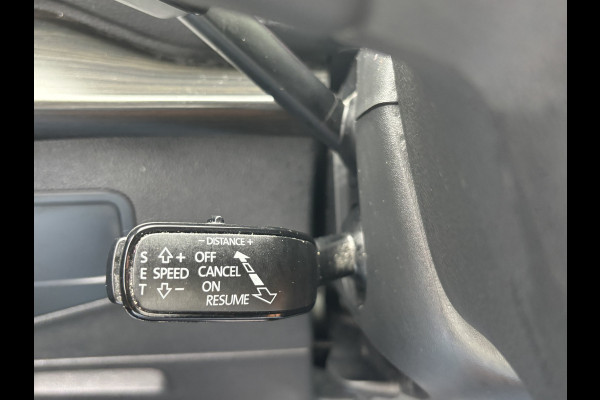 − DISTANCE +
S ⇧+ OFF
E SPEED CANCEL
T ⇩− ON
RESUME